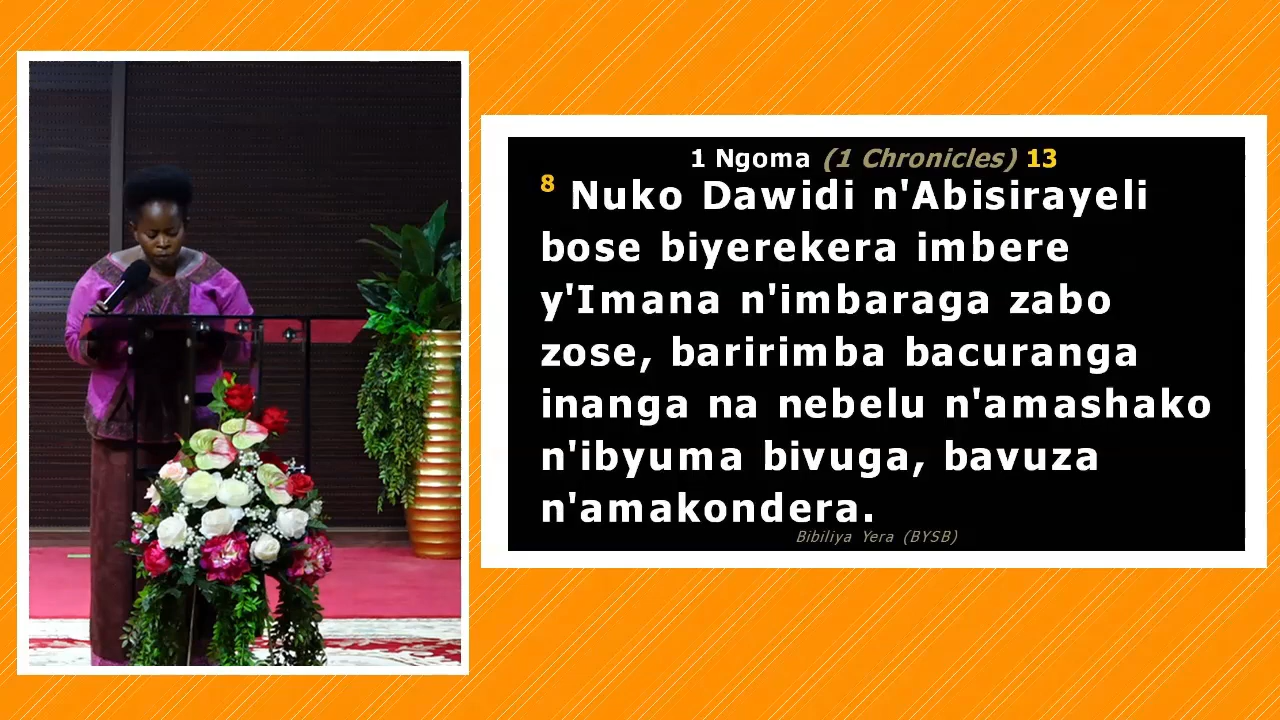 1 Ngoma (1 Chronicles) 13
8 Nuko Dawidi n'Abisirayeli
bose biyerekera imbere
y'Imana n'imbaraga zabo
zose, baririmba bacuranga
inanga na nebelu n'amashako
n'ibyuma bivuga, bavuza
n'amakondera.
Bibiliya Yera (BYSB)